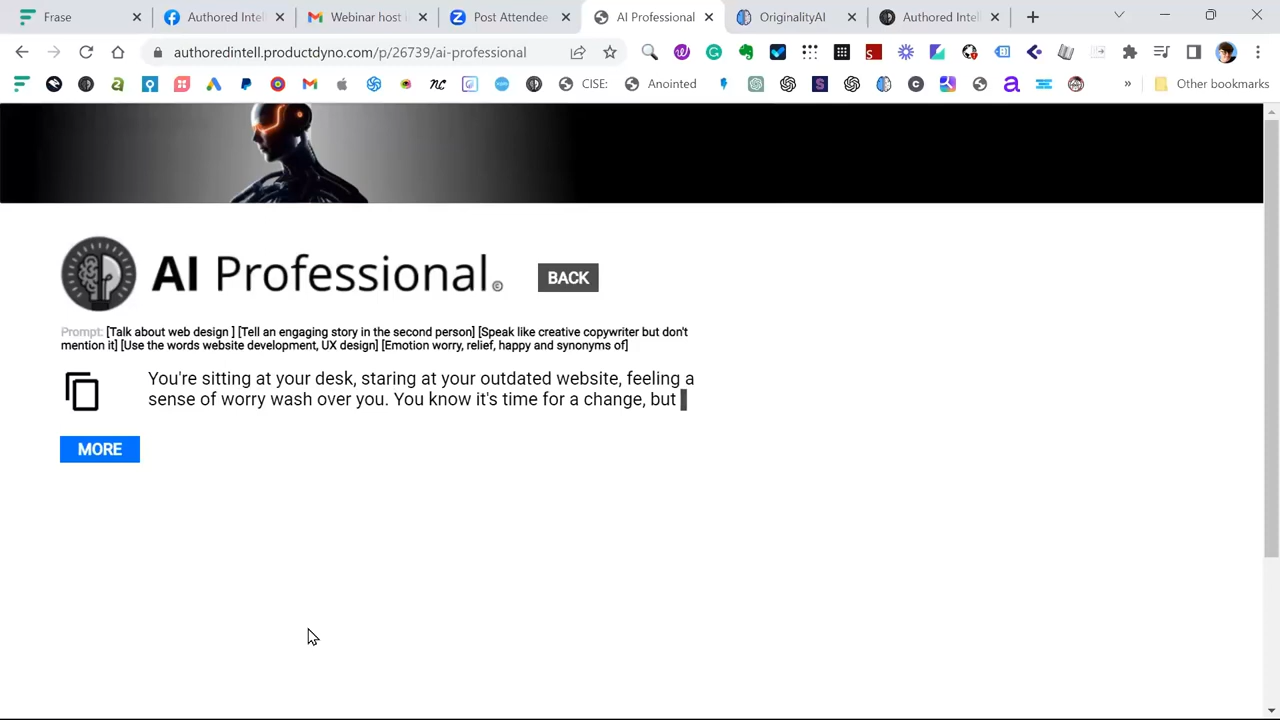 Frase
Authored Intel
Webinar host i
Post Attendee
AI Professional
OriginalityAI
Authored Intel
authoredintell.productdyno.com/p/26739/ai-professional
CISE:
Anointed
Other bookmarks
AI Professional
BACK
Prompt: [Talk about web design ] [Tell an engaging story in the second person] [Speak like creative copywriter but don't
mention it] [Use the words website development, UX design] [Emotion worry, relief, happy and synonyms of]
You're sitting at your desk, staring at your outdated website, feeling a
sense of worry wash over you. You know it's time for a change, but
MORE